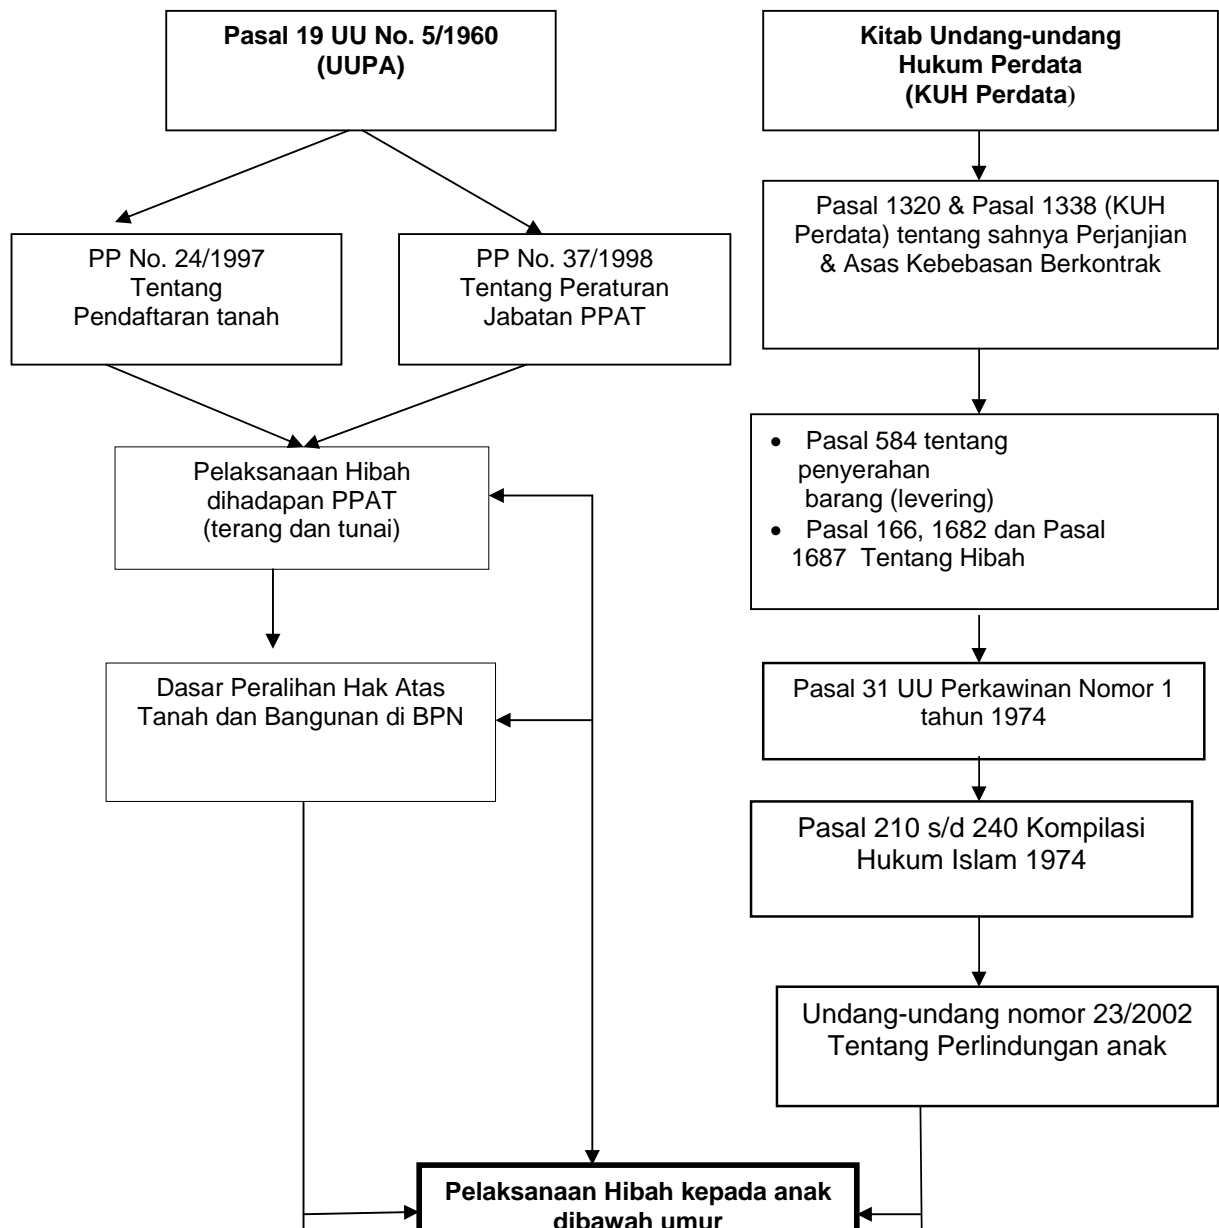 Pasal 19 UU No. 5/1960
(UUPA)
Kitab Undang-undang
Hukum Perdata
(KUH Perdata)
Pasal 1320 & Pasal 1338 (KUH
Perdata) tentang sahnya Perjanjian
& Asas Kebebasan Berkontrak
PP No. 24/1997
Tentang
Pendaftaran tanah
PP No. 37/1998
Tentang Peraturan
Jabatan PPAT
• Pasal 584 tentang
penyerahan
barang (levering)
• Pasal 166, 1682 dan Pasal
1687 Tentang Hibah
Pelaksanaan Hibah
dihadapan PPAT
(terang dan tunai)
Dasar Peralihan Hak Atas
Tanah dan Bangunan di BPN
Pasal 31 UU Perkawinan Nomor 1
tahun 1974
Pasal 210 s/d 240 Kompilasi
Hukum Islam 1974
Undang-undang nomor 23/2002
Tentang Perlindungan anak
Pelaksanaan Hibah kepada anak
dibawah umur